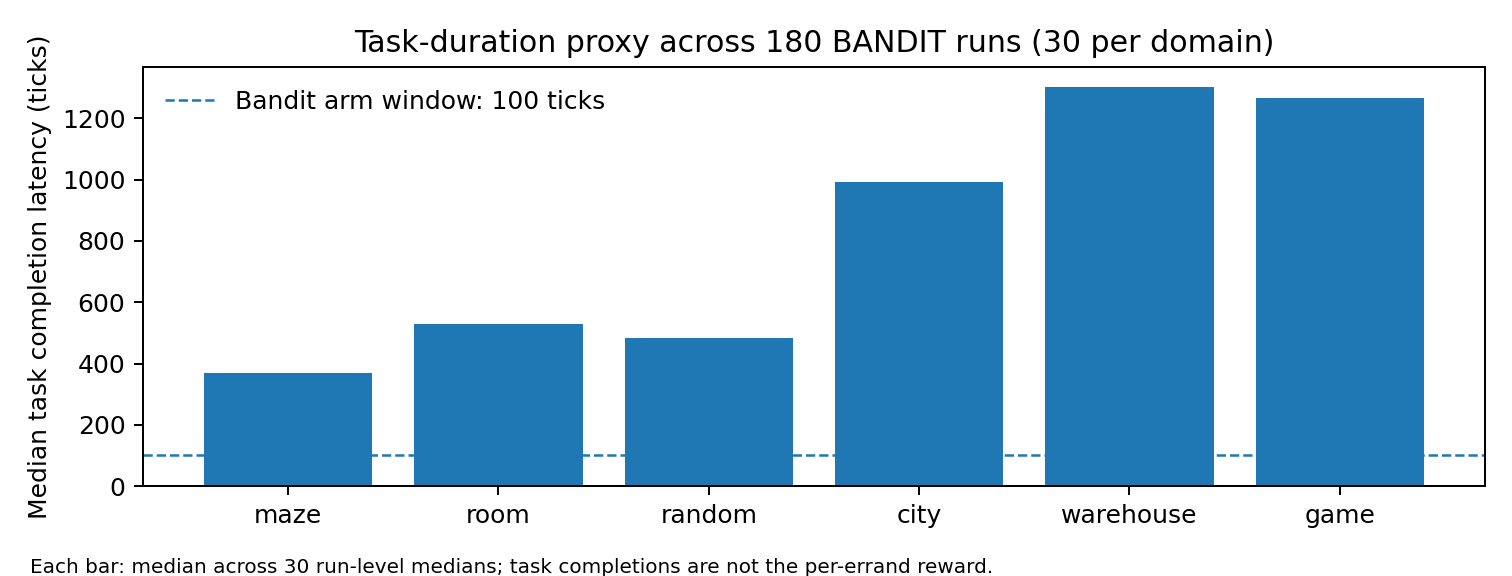 Task-duration proxy across 180 BANDIT runs (30 per domain)
Median task completion latency (ticks)
Bandit arm window: 100 ticks
1200
1000
800
600
400
200
0
maze room random city warehouse game
Each bar: median across 30 run-level medians; task completions are not the per-errand reward.